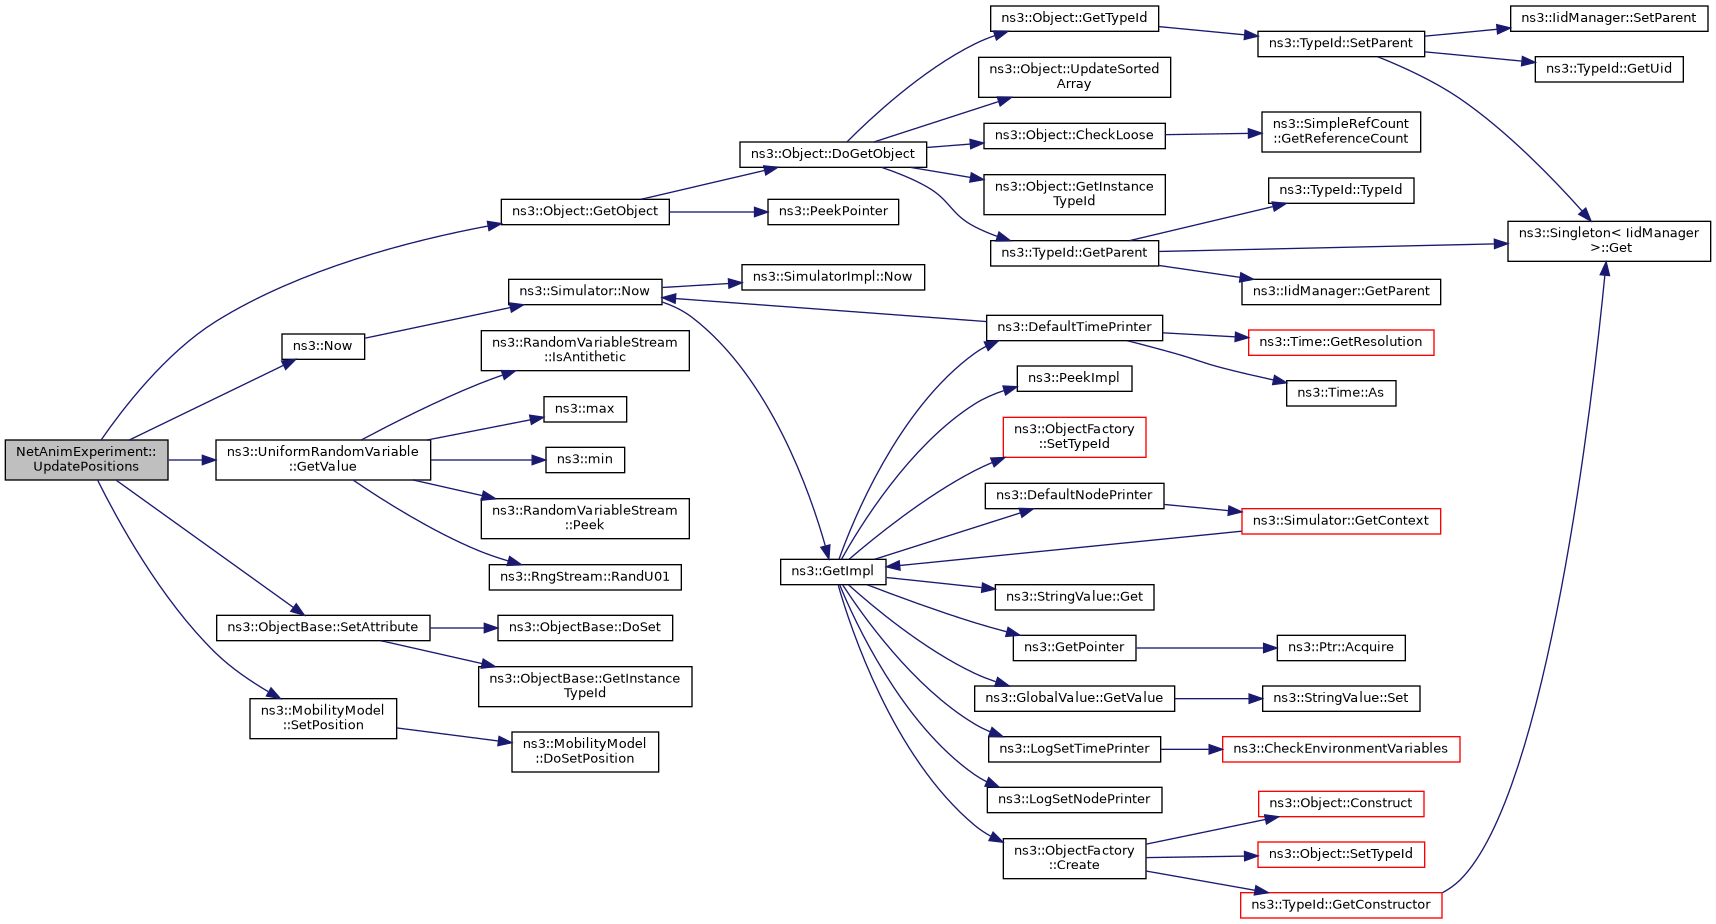 NetAnimExperiment::
UpdatePositions
ns3::Object::GetObject
ns3::Now
ns3::UniformRandomVariable
::GetValue
ns3::ObjectBase::SetAttribute
ns3::MobilityModel
::SetPosition
ns3::Object::DoGetObject
ns3::PeekPointer
ns3::Simulator::Now
ns3::SimulatorImpl::Now
ns3::RandomVariableStream
::IsAntithetic
ns3::max
ns3::min
ns3::RandomVariableStream
::Peek
ns3::RngStream::RandU01
ns3::ObjectBase::DoSet
ns3::ObjectBase::GetInstance
TypeId
ns3::MobilityModel
::DoSetPosition
ns3::GetImpl
ns3::Object::GetTypeId
ns3::Object::UpdateSorted
Array
ns3::Object::CheckLoose
ns3::Object::GetInstance
TypeId
ns3::TypeId::GetParent
ns3::DefaultTimePrinter
ns3::PeekImpl
ns3::ObjectFactory
::SetTypeId
ns3::DefaultNodePrinter
ns3::StringValue::Get
ns3::GetPointer
ns3::GlobalValue::GetValue
ns3::LogSetTimePrinter
ns3::LogSetNodePrinter
ns3::ObjectFactory
::Create
ns3::TypeId::SetParent
ns3::SimpleRefCount
::GetReferenceCount
ns3::TypeId::TypeId
ns3::IidManager::GetParent
ns3::Time::GetResolution
ns3::Time::As
ns3::Simulator::GetContext
ns3::Ptr::Acquire
ns3::StringValue::Set
ns3::CheckEnvironmentVariables
ns3::Object::Construct
ns3::Object::SetTypeId
ns3::TypeId::GetConstructor
ns3::IidManager::SetParent
ns3::TypeId::GetUid
ns3::Singleton< IidManager
>::Get